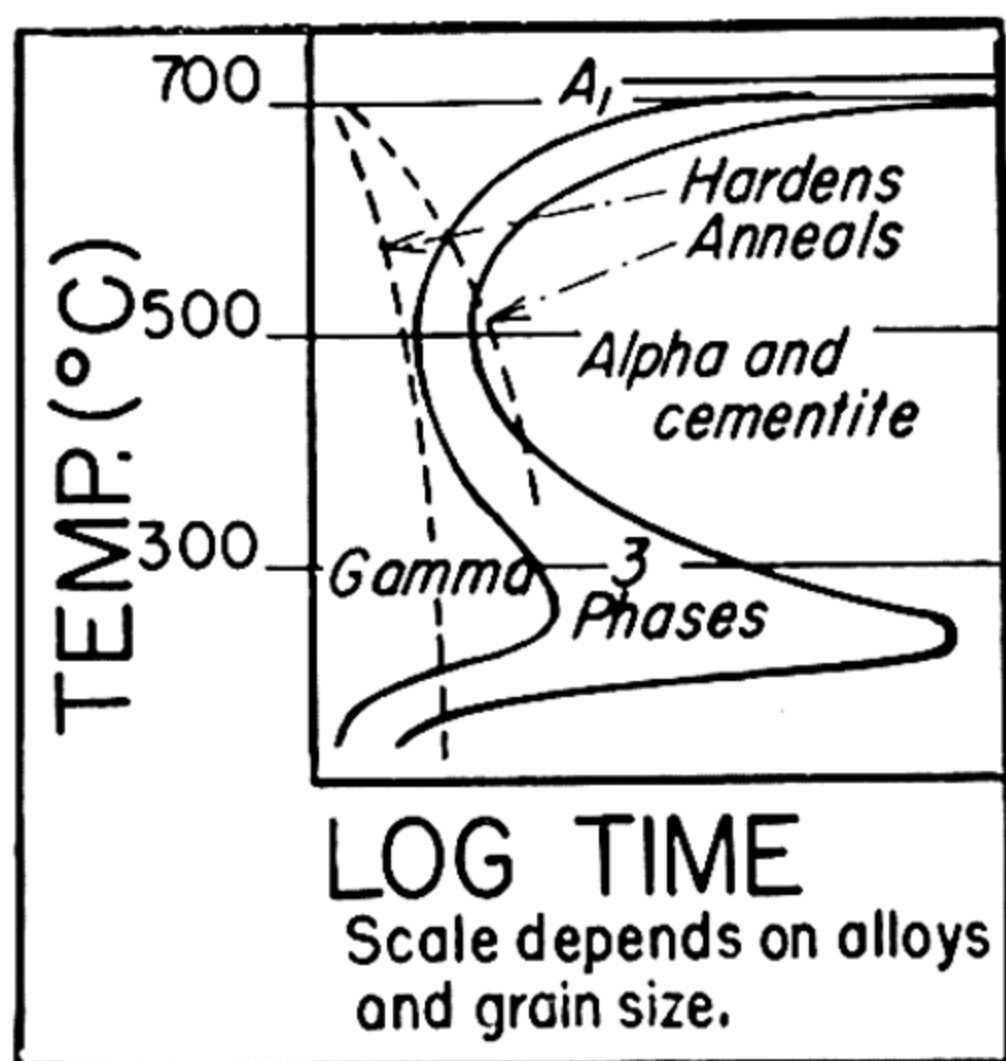 TEMP. (°C)
700
500
300
A₁
Hardens
Anneals
Alpha and
cementite
Gamma
3
Phases
LOG TIME
Scale depends on alloys
and grain size.